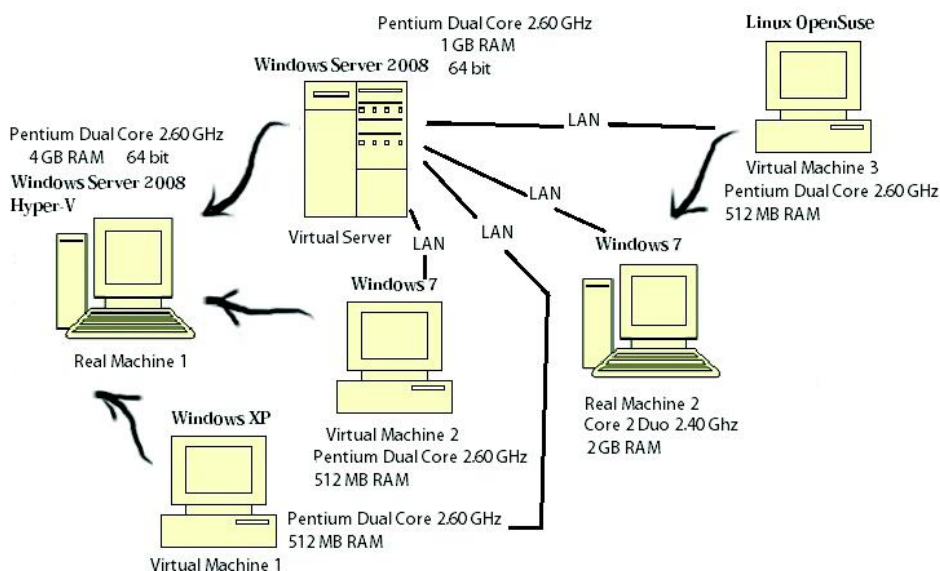 Pentium Dual Core 2.60 GHz
1 GB RAM
64 bit
Windows Server 2008
Linux OpenSuse
LAN
Virtual Machine 3
Pentium Dual Core 2.60 GHz
512 MB RAM
Pentium Dual Core 2.60 GHz
4 GB RAM 64 bit
Windows Server 2008
Hyper-V
Real Machine 1
Virtual Server
LAN
LAN
LAN
Windows 7
Real Machine 2
Core 2 Duo 2.40 Ghz
2 GB RAM
Windows 7
Virtual Machine 2
Pentium Dual Core 2.60 GHz
512 MB RAM
Windows XP
Pentium Dual Core 2.60 GHz
512 MB RAM
Virtual Machine 1